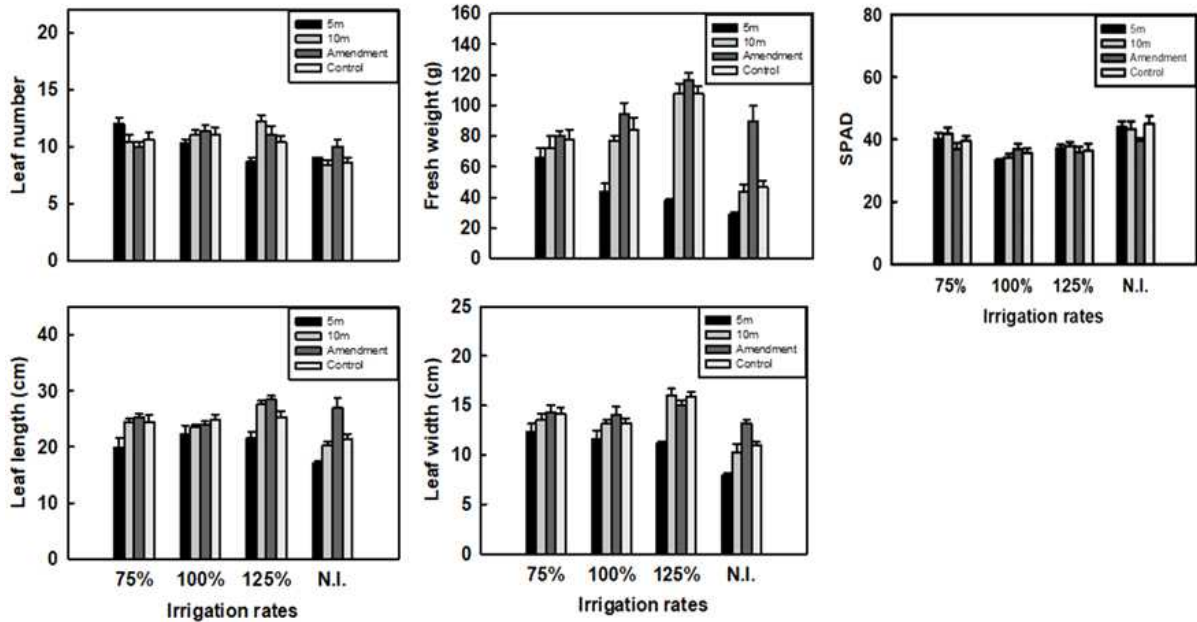 Leaf number
20
15
10
5
0
5m
10m
Amendment
Control
Fresh weight (g)
160
140
120
100
80
60
40
20
0
5m
10m
Amendment
Control
SPAD
80
60
40
20
0
5m
10m
Amendment
Control
75% 100% 125% N.I.
Irrigation rates
Leaf length (cm)
40
30
20
10
0
5m
10m
Amendment
Control
75% 100% 125% N.I.
Irrigation rates
Leaf width (cm)
25
20
15
10
5
0
5m
10m
Amendment
Control
75% 100% 125% N.I.
Irrigation rates